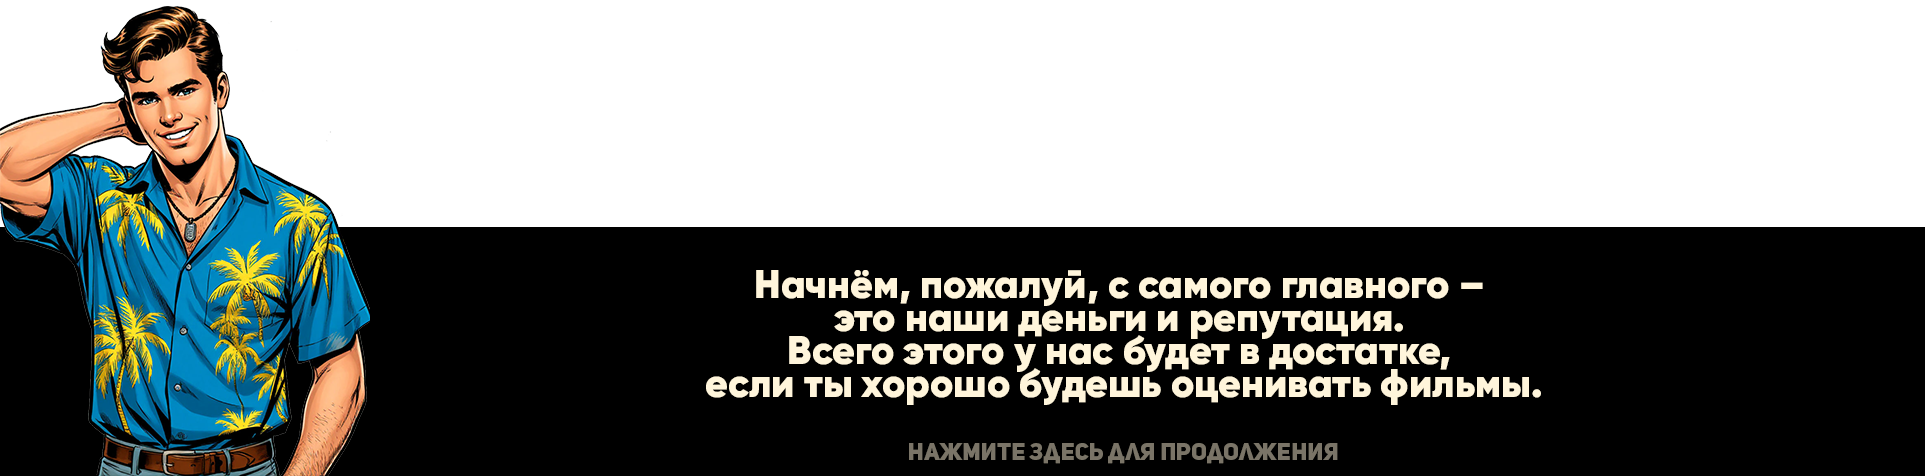 Начнём, пожалуй, с самого главного –
это наши деньги и репутация.
Всего этого у нас будет в достатке,
если ты хорошо будешь оценивать фильмы.
НАЖМИТЕ ЗДЕСЬ ДЛЯ ПРОДОЛЖЕНИЯ